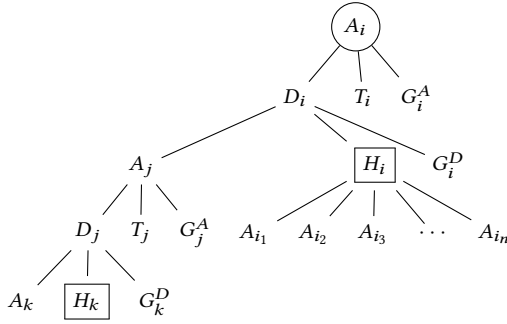 A_i
D_i T_i G_i^A
A_j H_i G_i^D
D_j T_j G_j^A A_{i_1} A_{i_2} A_{i_3} ⋯ A_{i_n}
A_k H_k G_k^D